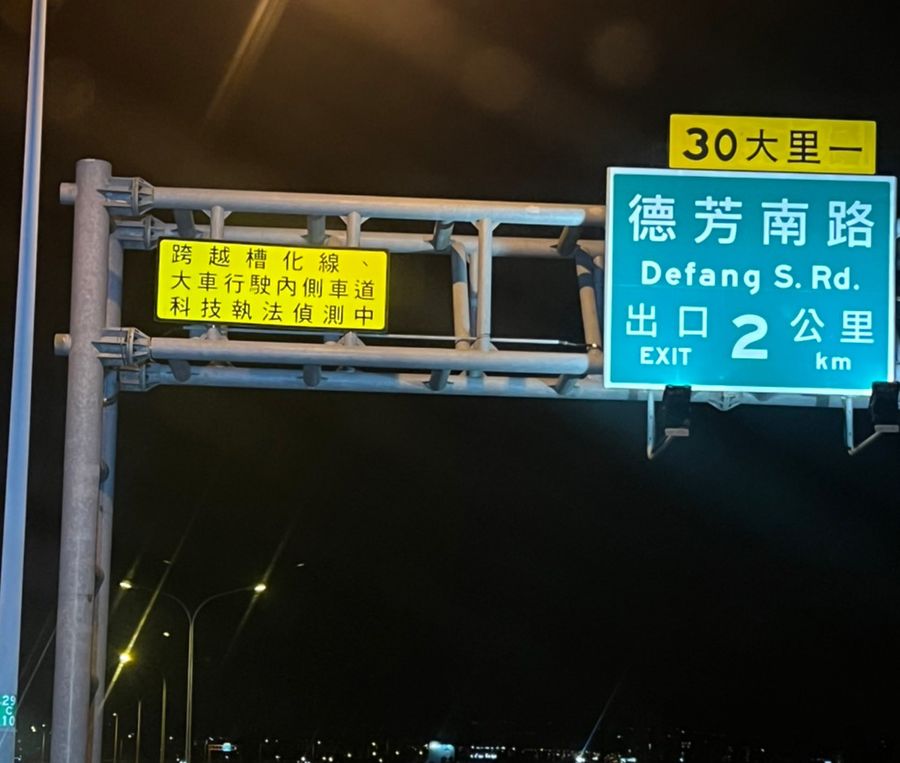 30大里一
德芳南路
Defang S. Rd.
出口 2 公里
EXIT km
跨越槽化線、
大車行駛內側車道
科技執法偵測中
29
C
10